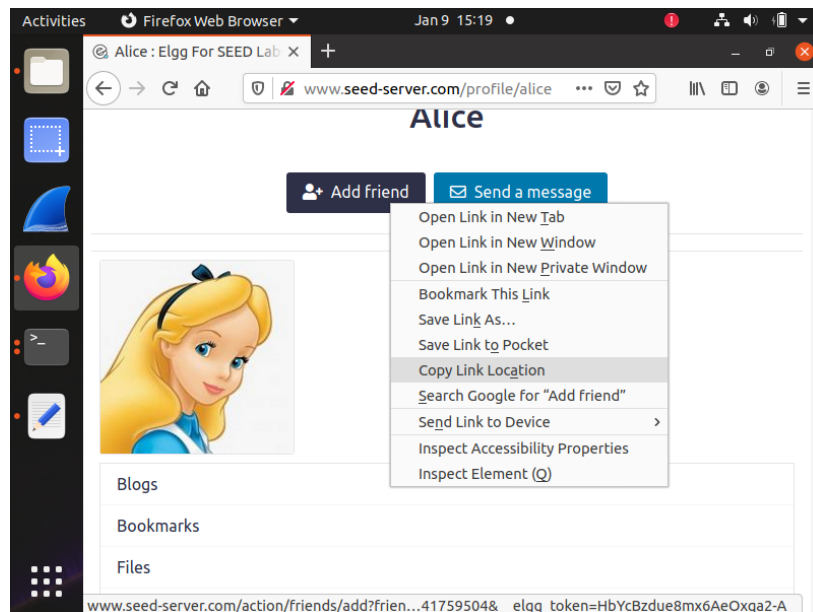 Activities Firefox Web Browser Jan 9 15:19
Alice : Elgg For SEED Lab
www.seed-server.com/profile/alice
Alice
Add friend Send a message
Open Link in New Tab
Open Link in New Window
Open Link in New Private Window
Bookmark This Link
Save Link As…
Save Link to Pocket
Copy Link Location
Search Google for “Add friend”
Send Link to Device
Inspect Accessibility Properties
Inspect Element (Q)
Blogs
Bookmarks
Files
www.seed-server.com/action/friends/add?frien…41759504&__elgg_token=HbYcBzdue8mx6AeOxga2-A